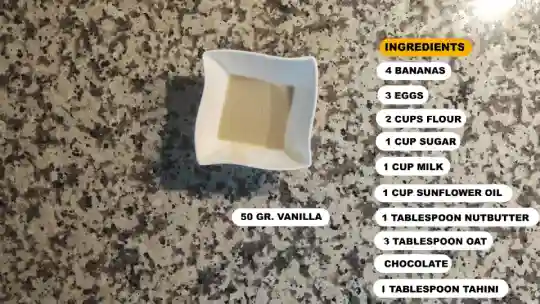 INGREDIENTS
4 BANANAS
3 EGGS
2 CUPS FLOUR
1 CUP SUGAR
1 CUP MILK
1 CUP SUNFLOWER OIL
50 GR. VANILLA
1 TABLESPOON NUTBUTTER
3 TABLESPOON OAT
CHOCOLATE
1 TABLESPOON TAHINI